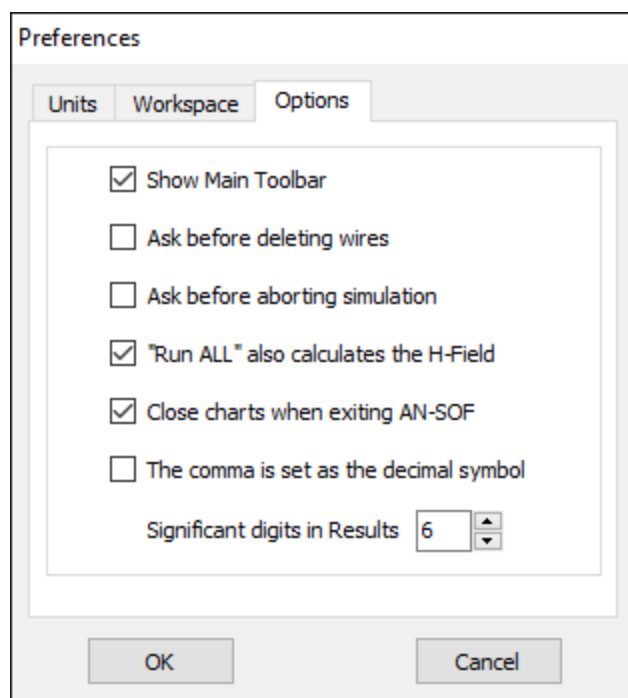 Preferences
Units Workspace Options
Show Main Toolbar
Ask before deleting wires
Ask before aborting simulation
"Run ALL" also calculates the H-Field
Close charts when exiting AN-SOF
The comma is set as the decimal symbol
Significant digits in Results 6
OK Cancel